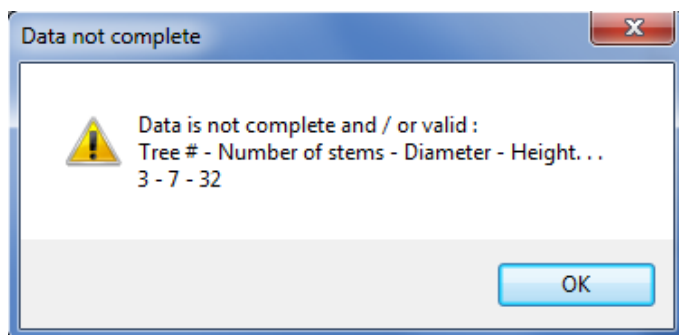 Data not complete
Data is not complete and / or valid :
Tree # - Number of stems - Diameter - Height. . .
3 - 7 - 32
OK